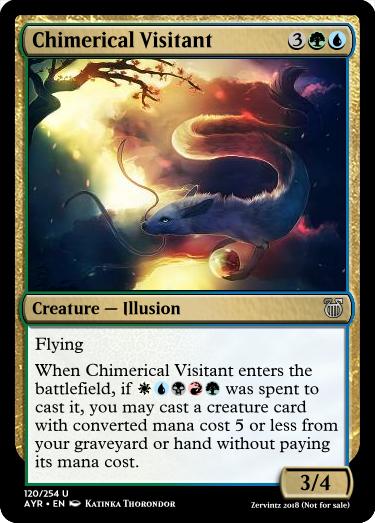 Chimerical Visitant 3
Creature — Illusion
Flying
When Chimerical Visitant enters the
battlefield, if was spent to
cast it, you may cast a creature card
with converted mana cost 5 or less from
your graveyard or hand without paying
its mana cost.
3/4
120/254 U
AYR • EN Katinka Thorondor
Zervintz 2018 (Not for sale)